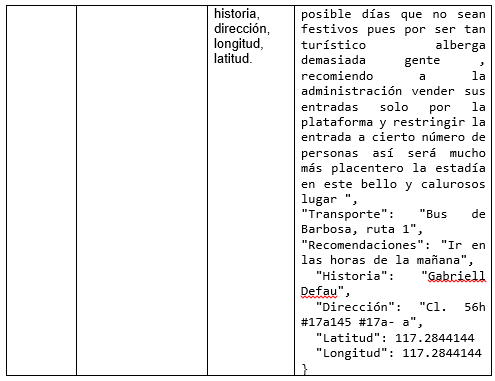 historia,
dirección,
longitud,
latitud.
posible días que no sean
festivos pues por ser tan
turístico alberga
demasiada gente ,
recomiendo a la
administración vender sus
entradas solo por la
plataforma y restringir la
entrada a cierto número de
personas así será mucho
más placentero la estadía
en este bello y calurosos
lugar ",
"Transporte": "Bus de
Barbosa, ruta 1",
"Recomendaciones": "Ir en
las horas de la mañana",
"Historia": "Gabriell
Defau",
"Dirección": "Cl. 56h
#17a145 #17a- a",
"Latitud": 117.2844144
"Longitud": 117.2844144
}